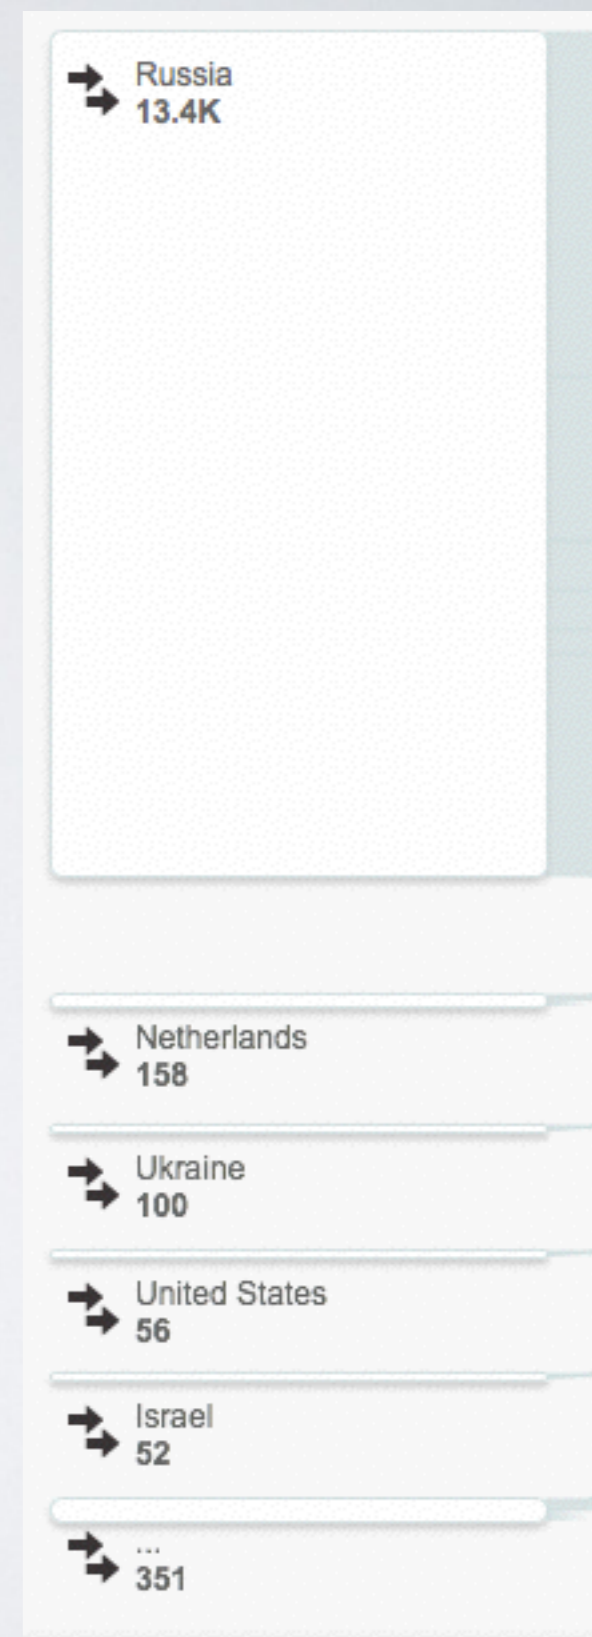 Russia
13.4K
Netherlands
158
Ukraine
100
United States
56
Israel
52
...
351